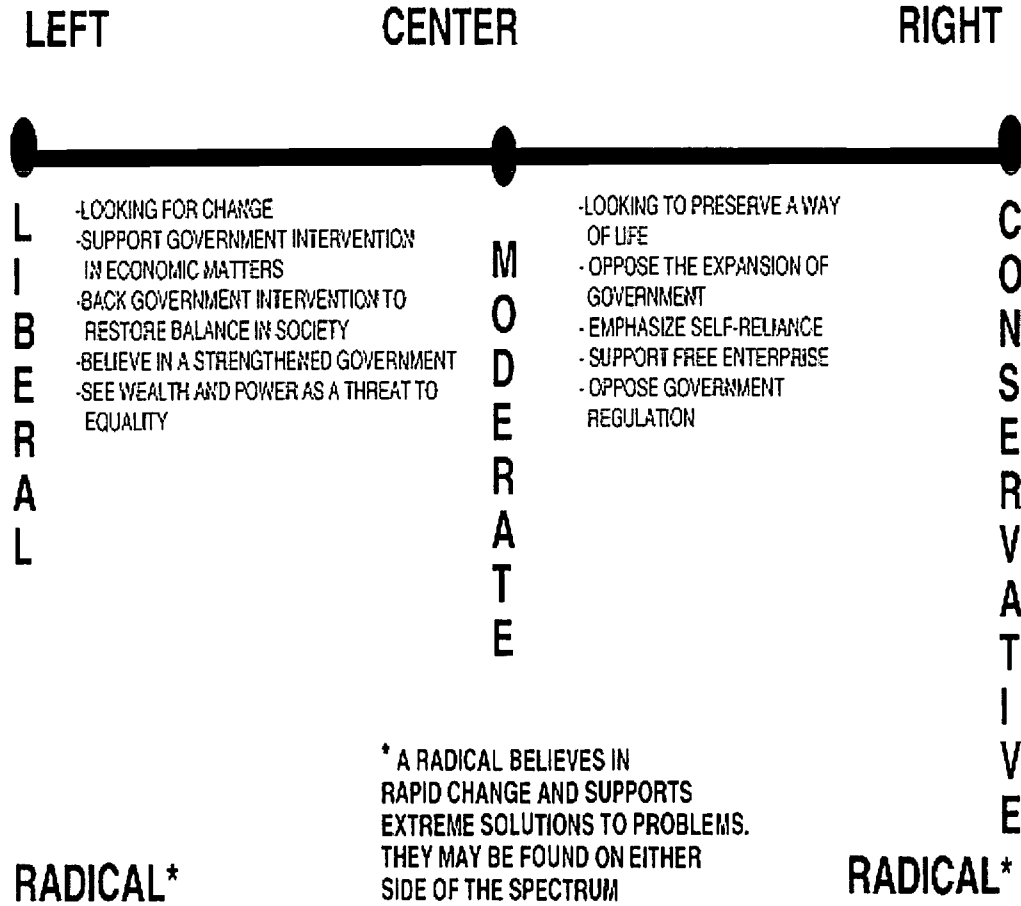 LEFT CENTER RIGHT
LIBERAL
-LOOKING FOR CHANGE
-SUPPORT GOVERNMENT INTERVENTION
IN ECONOMIC MATTERS
-BACK GOVERNMENT INTERVENTION TO
RESTORE BALANCE IN SOCIETY
-BELIEVE IN A STRENGTHENED GOVERNMENT
-SEE WEALTH AND POWER AS A THREAT TO
EQUALITY
MODERATE
-LOOKING TO PRESERVE A WAY
OF LIFE
- OPPOSE THE EXPANSION OF
GOVERNMENT
- EMPHASIZE SELF-RELIANCE
- SUPPORT FREE ENTERPRISE
- OPPOSE GOVERNMENT
REGULATION
CONSERVATIVE
* A RADICAL BELIEVES IN
RAPID CHANGE AND SUPPORTS
EXTREME SOLUTIONS TO PROBLEMS.
THEY MAY BE FOUND ON EITHER
SIDE OF THE SPECTRUM
RADICAL* RADICAL*